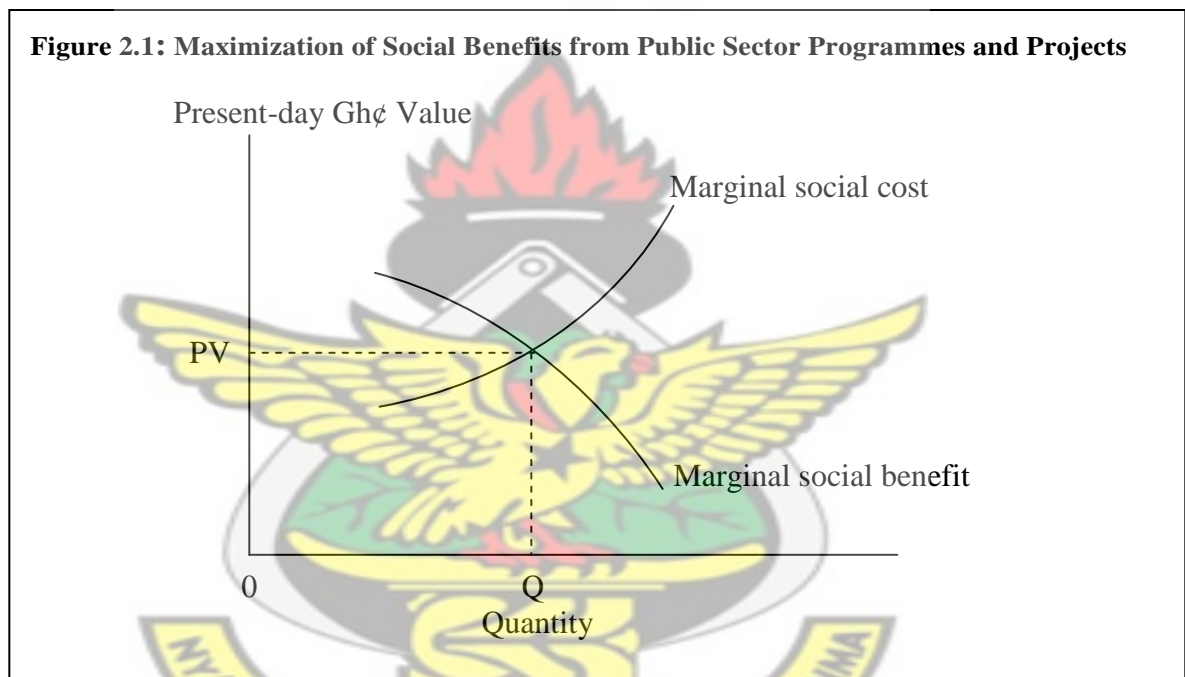 Figure 2.1: Maximization of Social Benefits from Public Sector Programmes and Projects
Present-day Gh¢ Value
Marginal social cost
PV
Marginal social benefit
0
Q
Quantity